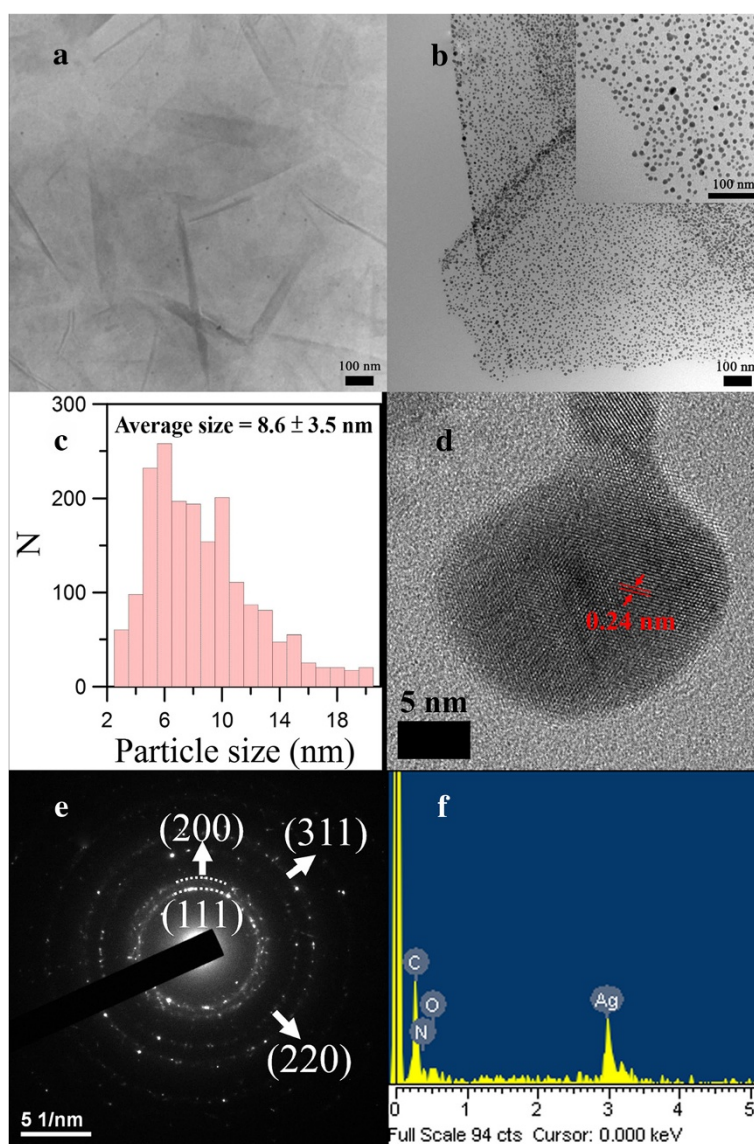 a
100 nm
b
100 nm
100 nm
c
Average size = 8.6 ± 3.5 nm
300
200
100
0
N
2 6 10 14 18
Particle size (nm)
d
0.24 nm
5 nm
e
(200)
(311)
(111)
(220)
5 1/nm
f
C
O
N
Ag
0 1 2 3 4 5
Full Scale 94 cts Cursor: 0.000 keV